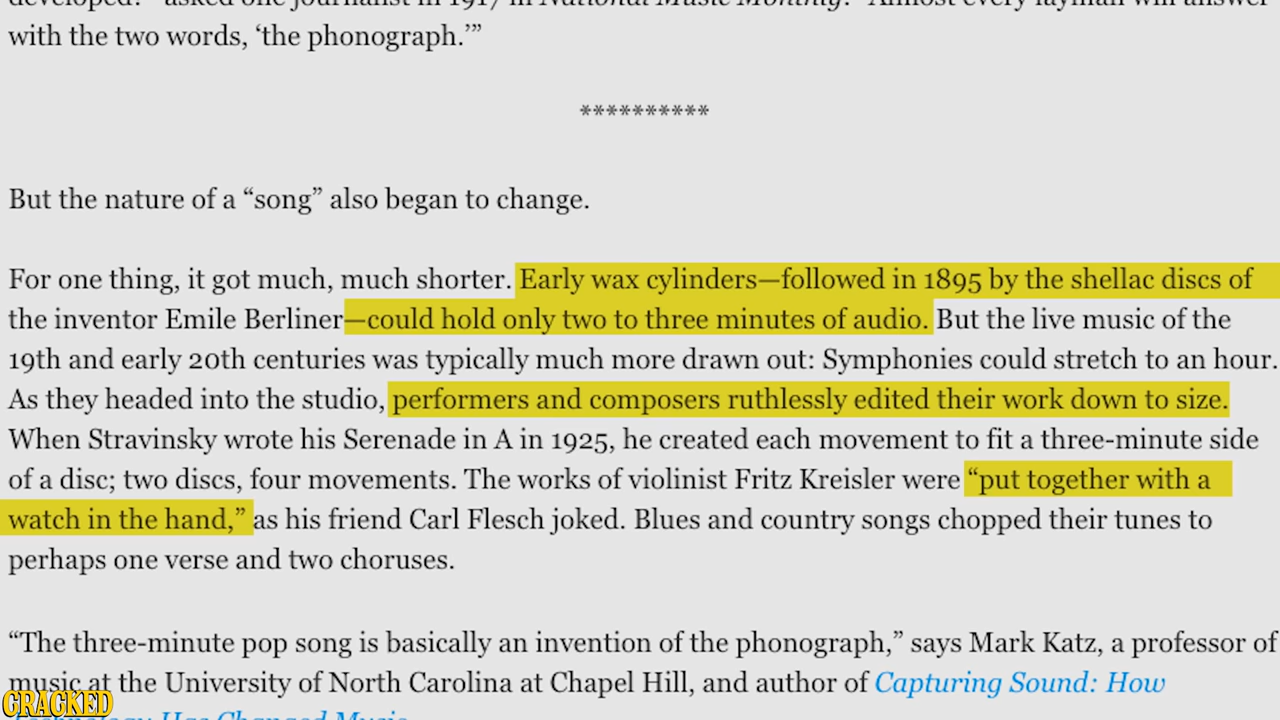 with the two words, ‘the phonograph.’”
**********
But the nature of a “song” also began to change.
For one thing, it got much, much shorter. Early wax cylinders—followed in 1895 by the shellac discs of
the inventor Emile Berliner—could hold only two to three minutes of audio. But the live music of the
19th and early 20th centuries was typically much more drawn out: Symphonies could stretch to an hour.
As they headed into the studio, performers and composers ruthlessly edited their work down to size.
When Stravinsky wrote his Serenade in A in 1925, he created each movement to fit a three-minute side
of a disc; two discs, four movements. The works of violinist Fritz Kreisler were “put together with a
watch in the hand,” as his friend Carl Flesch joked. Blues and country songs chopped their tunes to
perhaps one verse and two choruses.
“The three-minute pop song is basically an invention of the phonograph,” says Mark Katz, a professor of
music at the University of North Carolina at Chapel Hill, and author of Capturing Sound: How
CRACKED